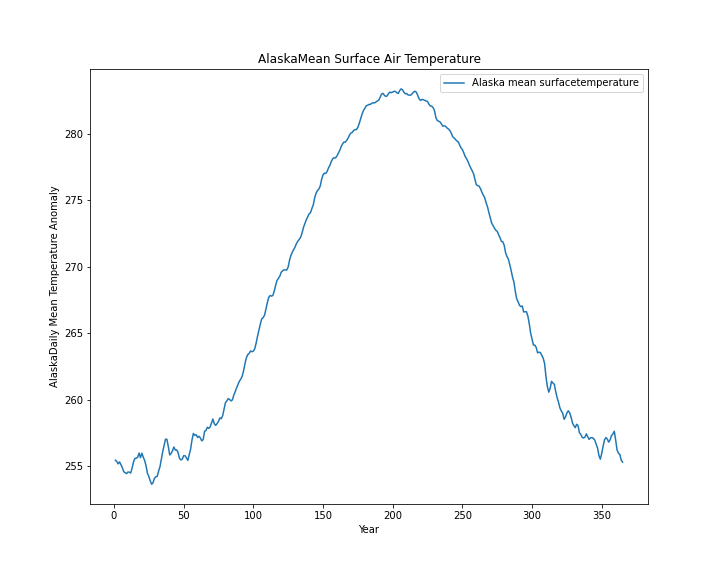 AlaskaMean Surface Air Temperature
Alaska mean surfacetemperature
AlaskaDaily Mean Temperature Anomaly
280
275
270
265
260
255
0 50 100 150 200 250 300 350
Year